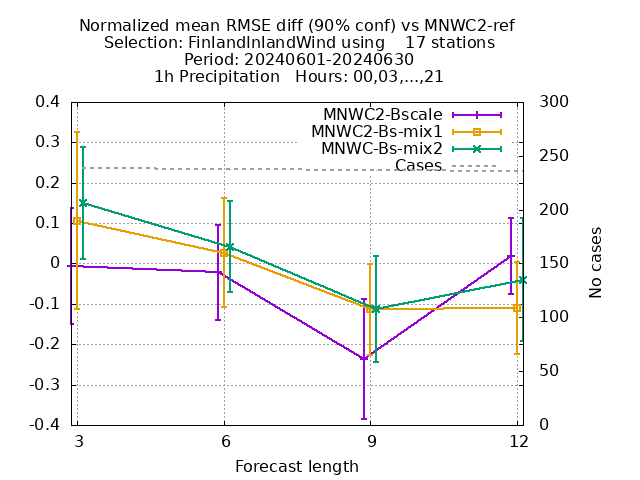 Normalized mean RMSE diff (90% conf) vs MNWC2-ref
Selection: FinlandInlandWind using    17 stations
Period: 20240601-20240630
1h Precipitation   Hours: 00,03,...,21
MNWC2-Bscale
MNWC2-Bs-mix1
MNWC-Bs-mix2
Cases
0.4
0.3
0.2
0.1
0
-0.1
-0.2
-0.3
-0.4
300
250
200
150
100
50
0
No cases
3
6
9
12
Forecast length